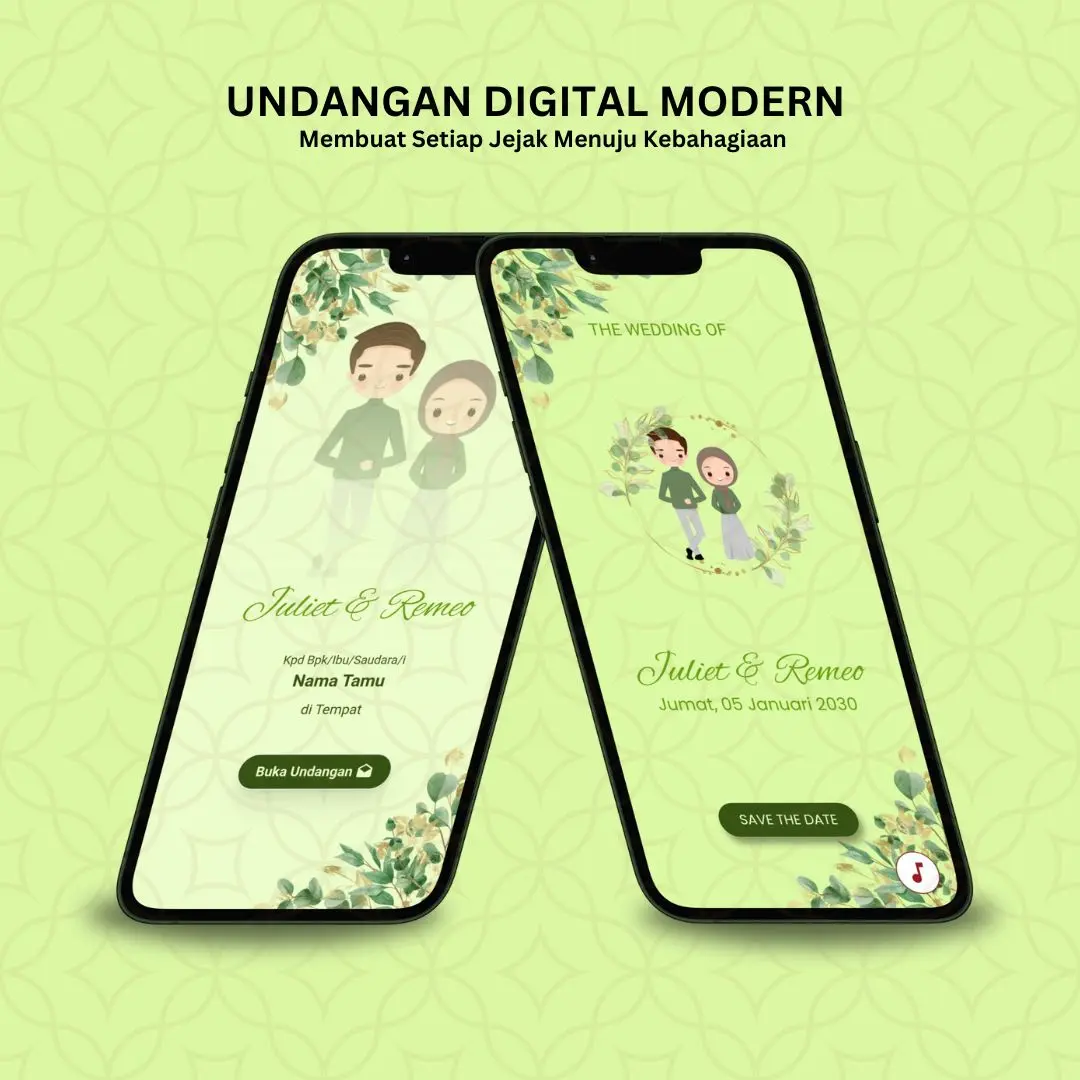 UNDANGAN DIGITAL MODERN
Membuat Setiap Jejak Menuju Kebahagiaan
Juliet & Remeo
Kpd Bpk/Ibu/Saudara/i
Nama Tamu
di Tempat
Buka Undangan
THE WEDDING OF
Juliet & Remeo
Jumat, 05 Januari 2030
SAVE THE DATE